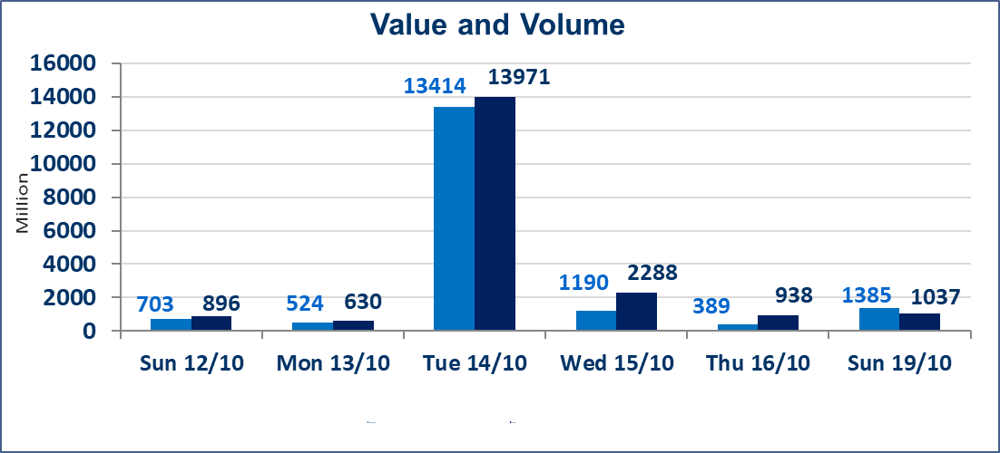 Value and Volume
Million
16000
14000
12000
10000
8000
6000
4000
2000
0
703
896
524
630
13414
13971
1190
2288
389
938
1385
1037
Sun 12/10
Mon 13/10
Tue 14/10
Wed 15/10
Thu 16/10
Sun 19/10